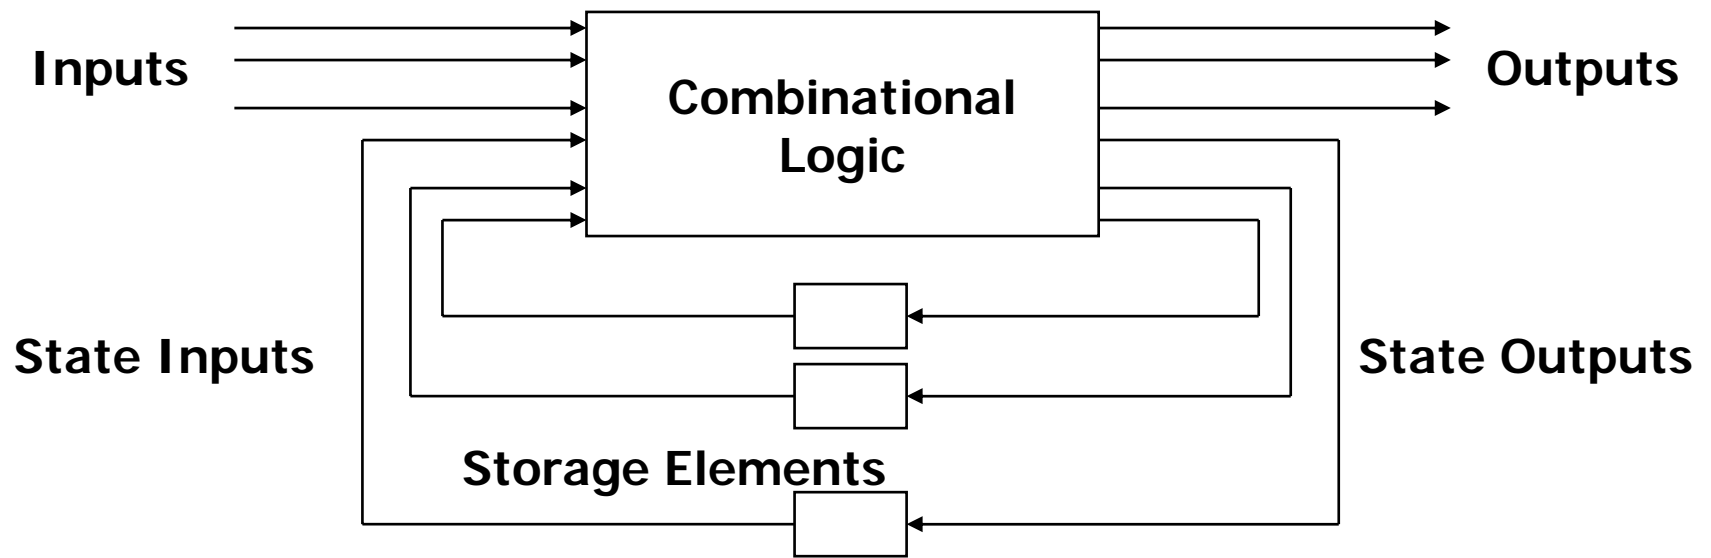 Inputs
Combinational
Logic
Outputs
State Inputs
State Outputs
Storage Elements